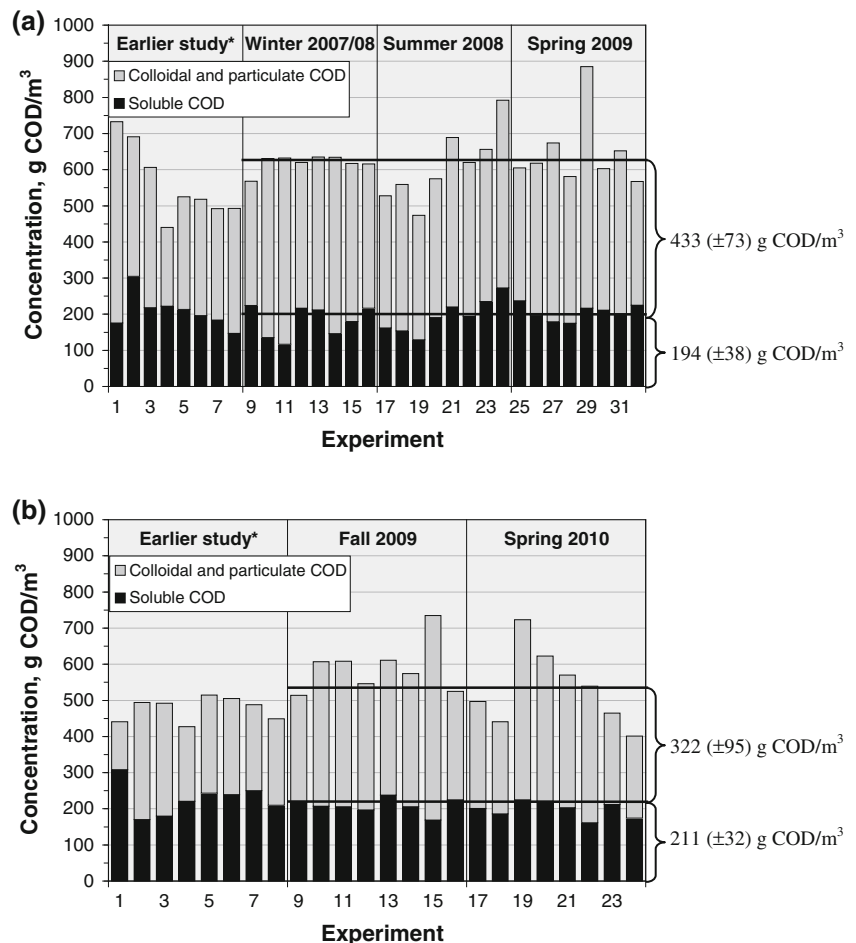 (a)
Concentration, g COD/m³
1000
900
800
700
600
500
400
300
200
100
0
Earlier study* Winter 2007/08 Summer 2008 Spring 2009
Colloidal and particulate COD
Soluble COD
433 (±73) g COD/m³
194 (±38) g COD/m³
1 3 5 7 9 11 13 15 17 19 21 23 25 27 29 31
Experiment
(b)
Concentration, g COD/m³
1000
900
800
700
600
500
400
300
200
100
0
Earlier study* Fall 2009 Spring 2010
Colloidal and particulate COD
Soluble COD
322 (±95) g COD/m³
211 (±32) g COD/m³
1 3 5 7 9 11 13 15 17 19 21 23
Experiment